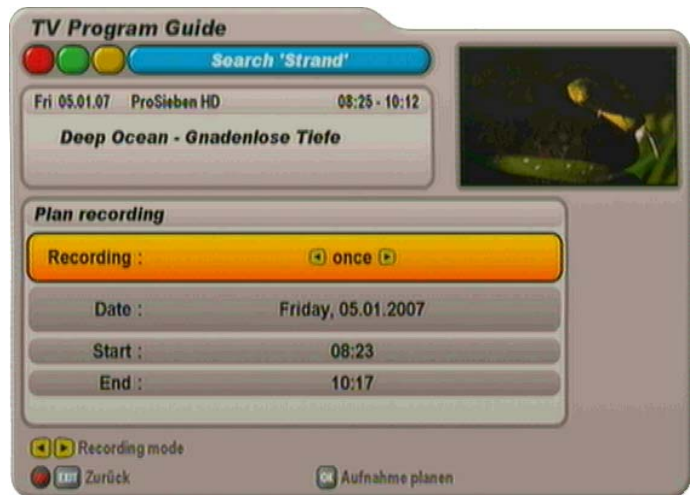 TV Program Guide
Search 'Strand'
Fri 05.01.07 ProSieben HD 08:25 - 10:12
Deep Ocean - Gnadenlose Tiefe
Plan recording
Recording : once
Date : Friday, 05.01.2007
Start : 08:23
End : 10:17
Recording mode
EXIT Zurück OK Aufnahme planen